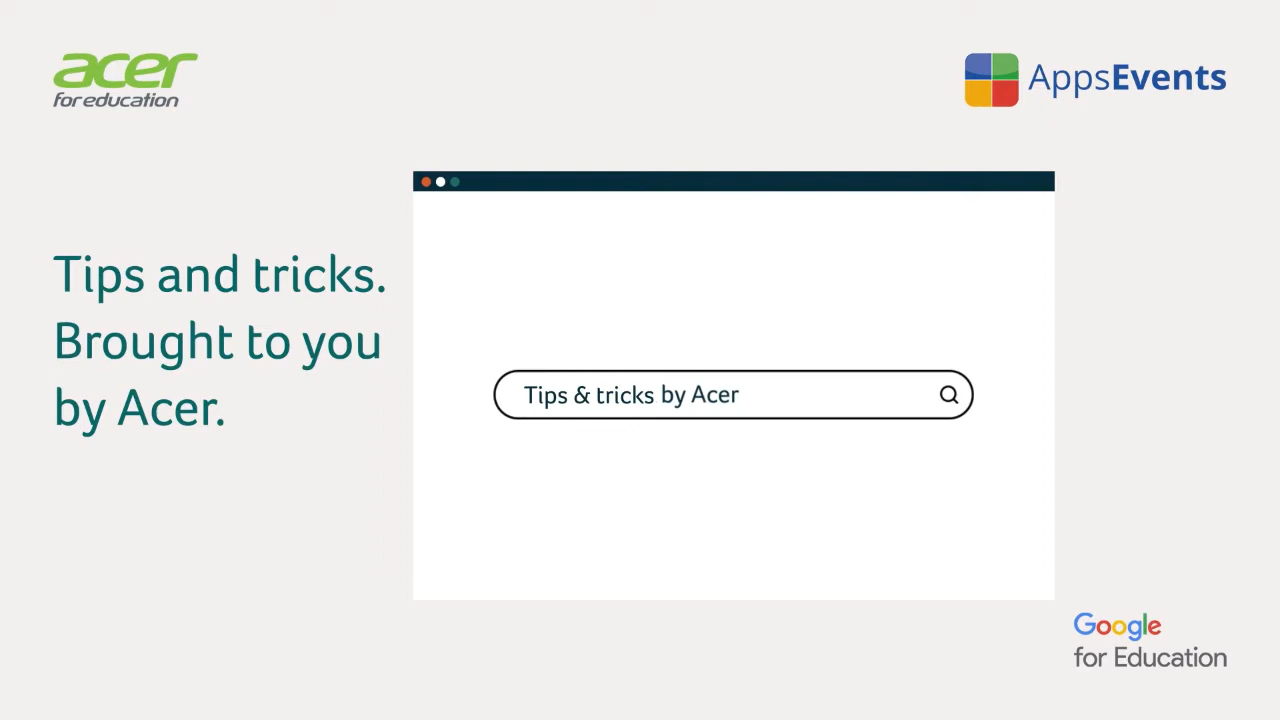 acer
for education
AppsEvents
Tips and tricks.
Brought to you
by Acer.
Tips & tricks by Acer
Google
for Education